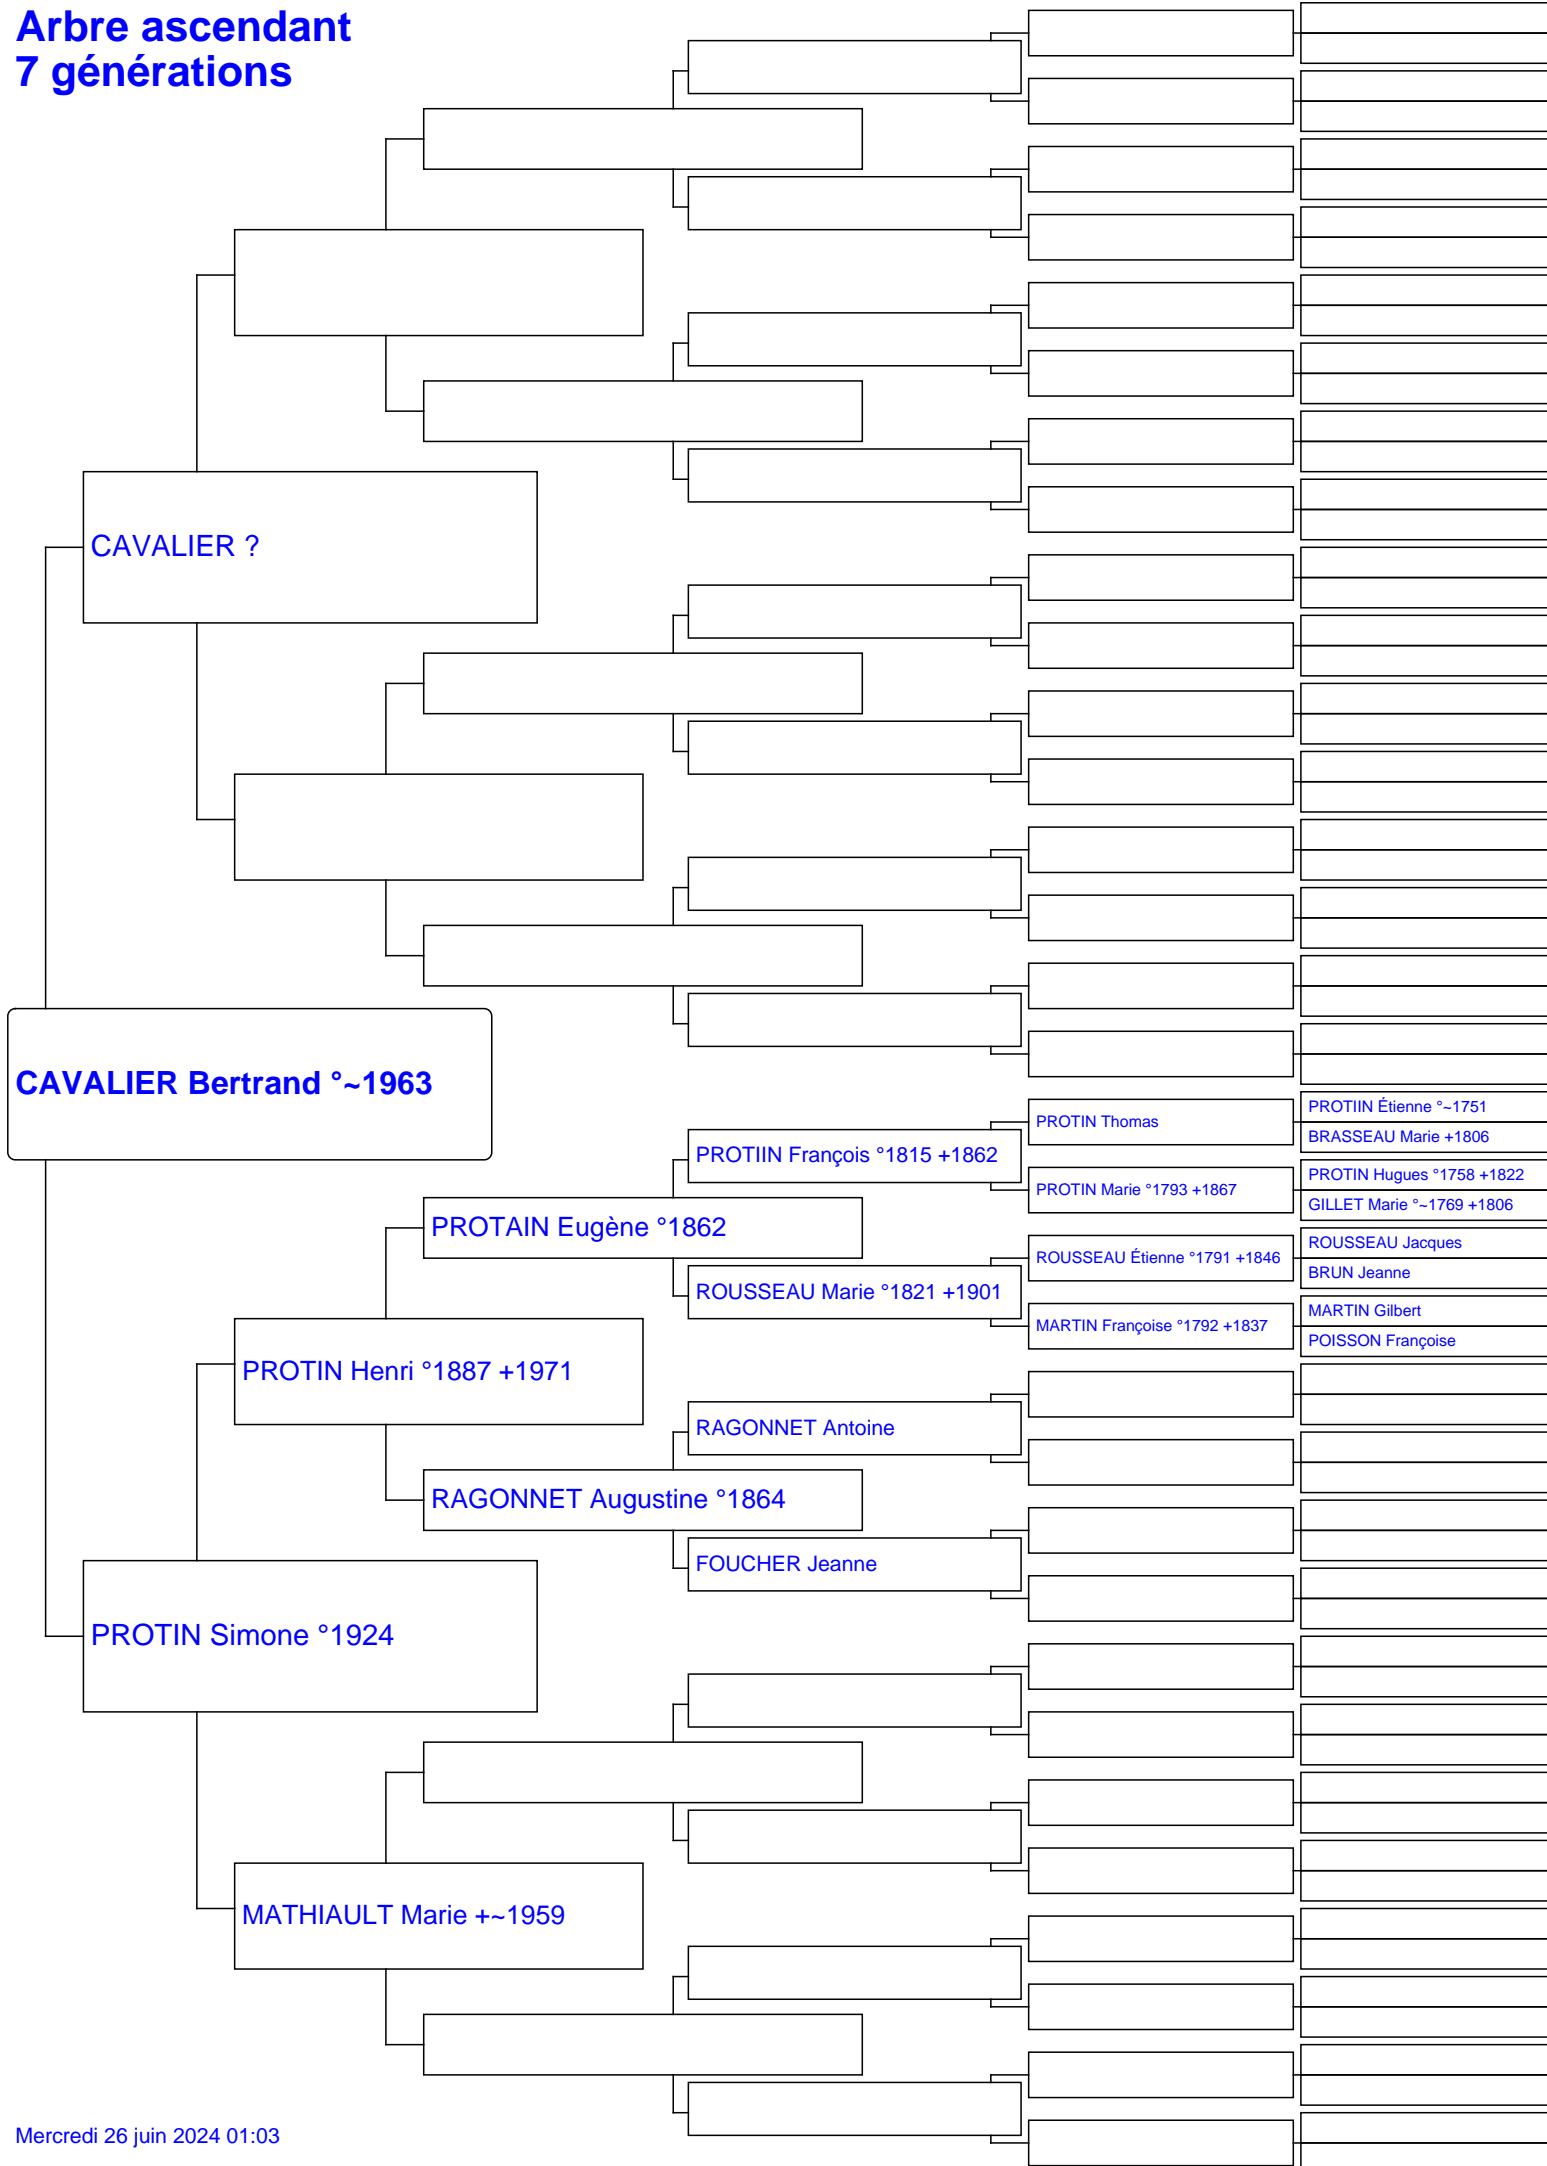 Arbre ascendant
7 générations
CAVALIER ?
CAVALIER Bertrand °~1963
PROTIIN Étienne °~1751
PROTIN Thomas
BRASSEAU Marie +1806
PROTIIN François °1815 +1862
PROTIN Hugues °1758 +1822
PROTIN Marie °1793 +1867
GILLET Marie °~1769 +1806
PROTAIN Eugène °1862
ROUSSEAU Jacques
ROUSSEAU Étienne °1791 +1846
BRUN Jeanne
ROUSSEAU Marie °1821 +1901
MARTIN Gilbert
MARTIN Françoise °1792 +1837
POISSON Françoise
PROTIN Henri °1887 +1971
RAGONNET Antoine
RAGONNET Augustine °1864
FOUCHER Jeanne
PROTIN Simone °1924
MATHIAULT Marie +~1959
Mercredi 26 juin 2024 01:03